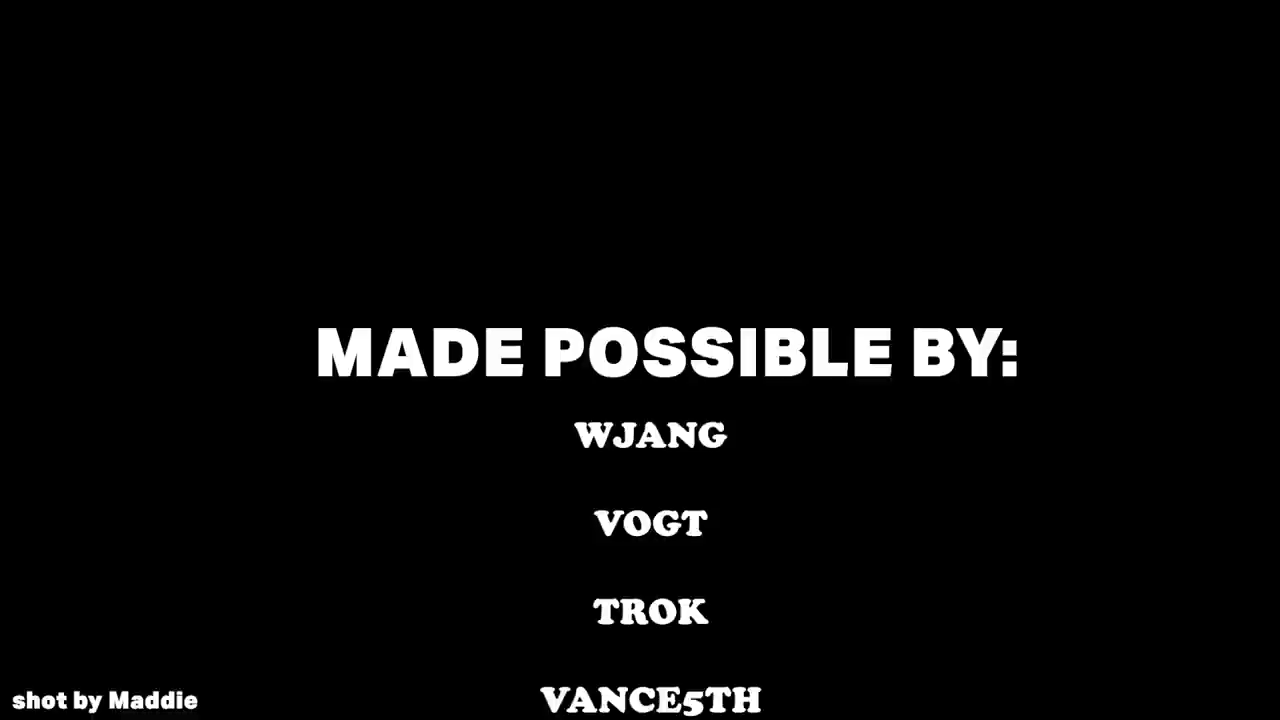 MADE POSSIBLE BY:
WJANG
VOGT
TROK
VANCE5TH
shot by Maddie